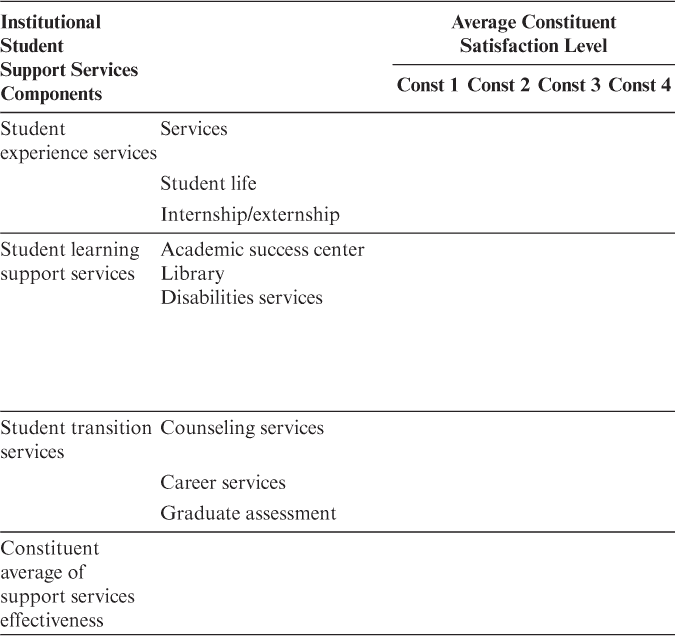 Institutional
Student
Support Services
Components
Average Constituent
Satisfaction Level
Const 1 Const 2 Const 3 Const 4
Student
experience services
Services
Student life
Internship/externship
Student learning
support services
Academic success center
Library
Disabilities services
Student transition
services
Counseling services
Career services
Graduate assessment
Constituent
average of
support services
effectiveness